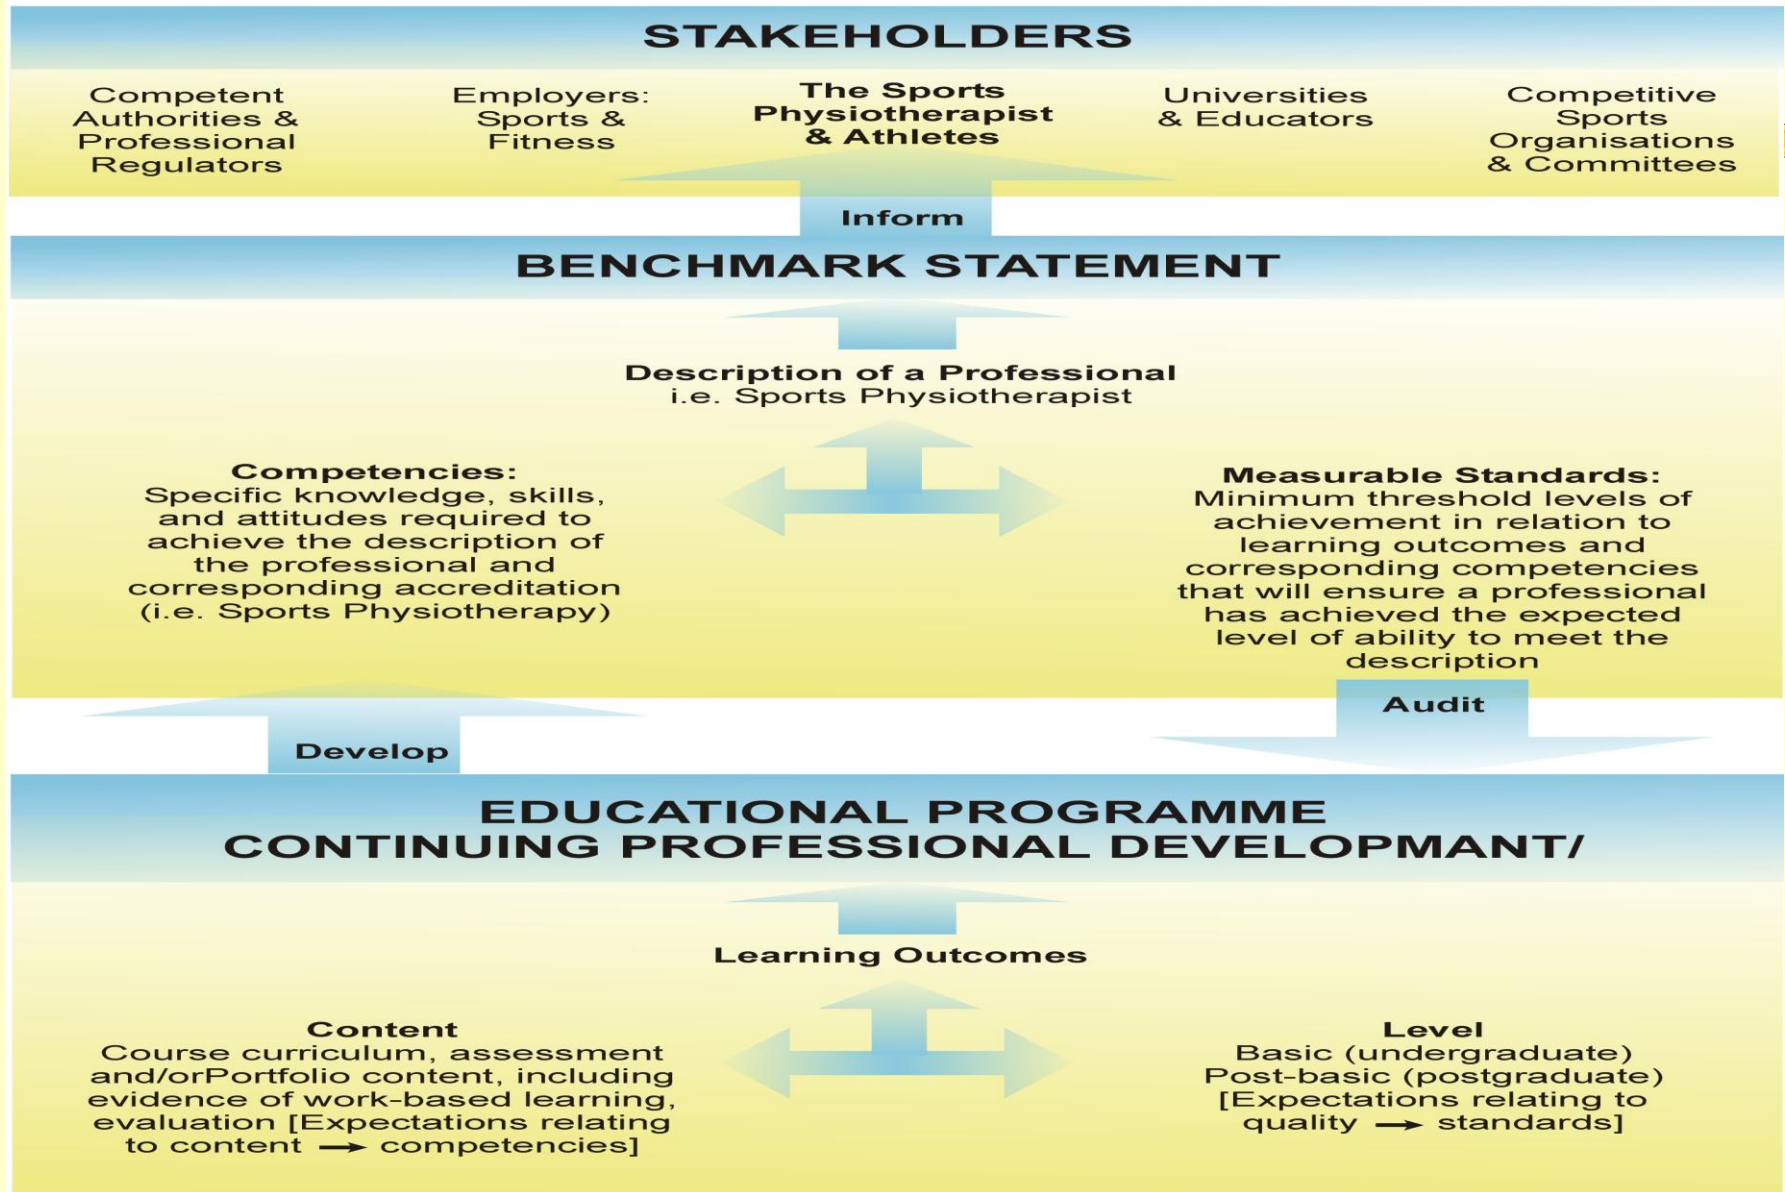 STAKEHOLDERS
Competent
Authorities &
Professional
Regulators
Employers:
Sports &
Fitness
The Sports
Physiotherapist
& Athletes
Universities
& Educators
Competitive
Sports
Organisations
& Committees
Inform
BENCHMARK STATEMENT
Description of a Professional
i.e. Sports Physiotherapist
Competencies:
Specific knowledge, skills,
and attitudes required to
achieve the description of
the professional and
corresponding accreditation
(i.e. Sports Physiotherapy)
Measurable Standards:
Minimum threshold levels of
achievement in relation to
learning outcomes and
corresponding competencies
that will ensure a professional
has achieved the expected
level of ability to meet the
description
Develop
Audit
EDUCATIONAL PROGRAMME
CONTINUING PROFESSIONAL DEVELOPMANT/
Learning Outcomes
Content
Course curriculum, assessment
and/orPortfolio content, including
evidence of work-based learning,
evaluation [Expectations relating
to content → competencies]
Level
Basic (undergraduate)
Post-basic (postgraduate)
[Expectations relating to
quality → standards]